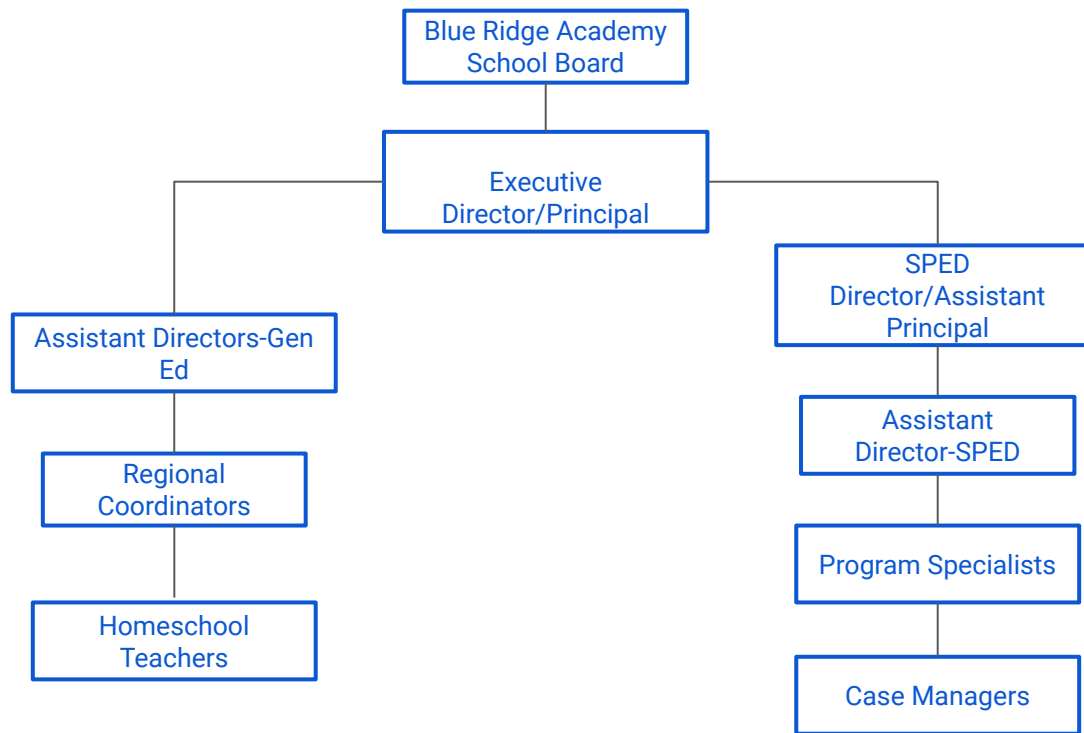 Blue Ridge Academy
School Board
Executive
Director/Principal
SPED
Director/Assistant
Principal
Assistant Directors-Gen
Ed
Assistant
Director-SPED
Regional
Coordinators
Program Specialists
Homeschool
Teachers
Case Managers